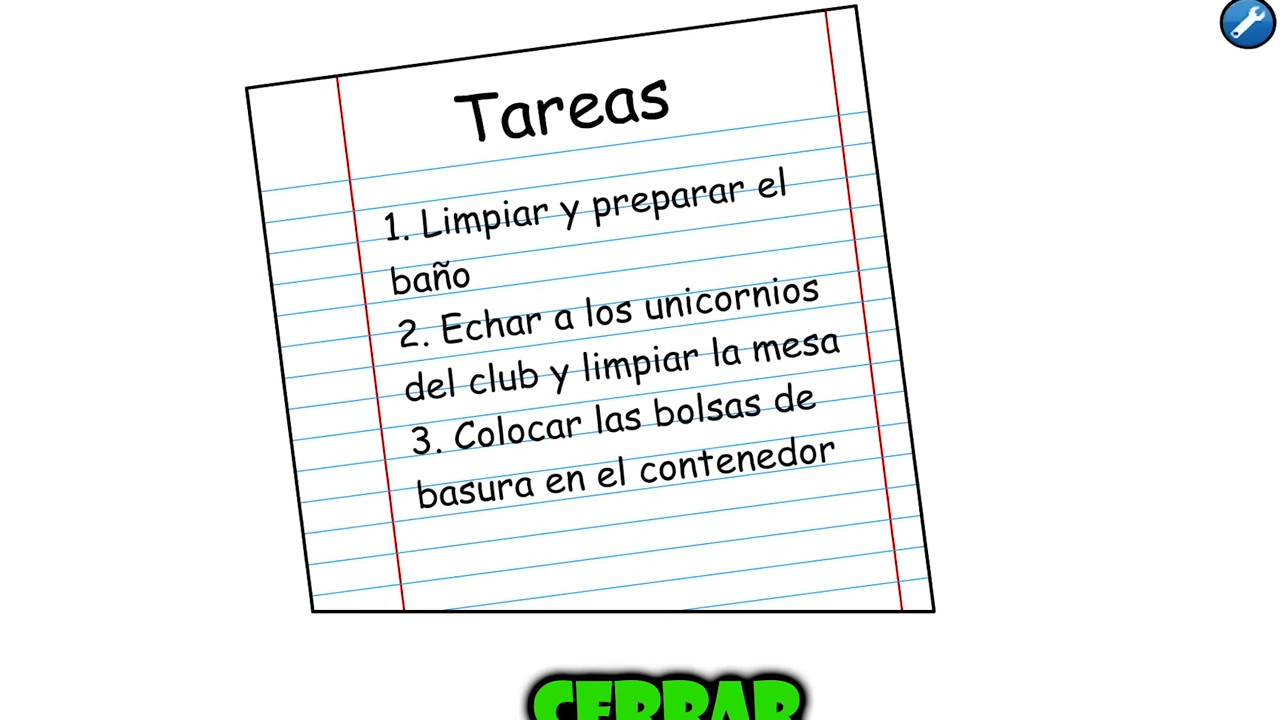 Tareas
1. Limpiar y preparar el
baño
2. Echar a los unicornios
del club y limpiar la mesa
3. Colocar las bolsas de
basura en el contenedor
CERRAR